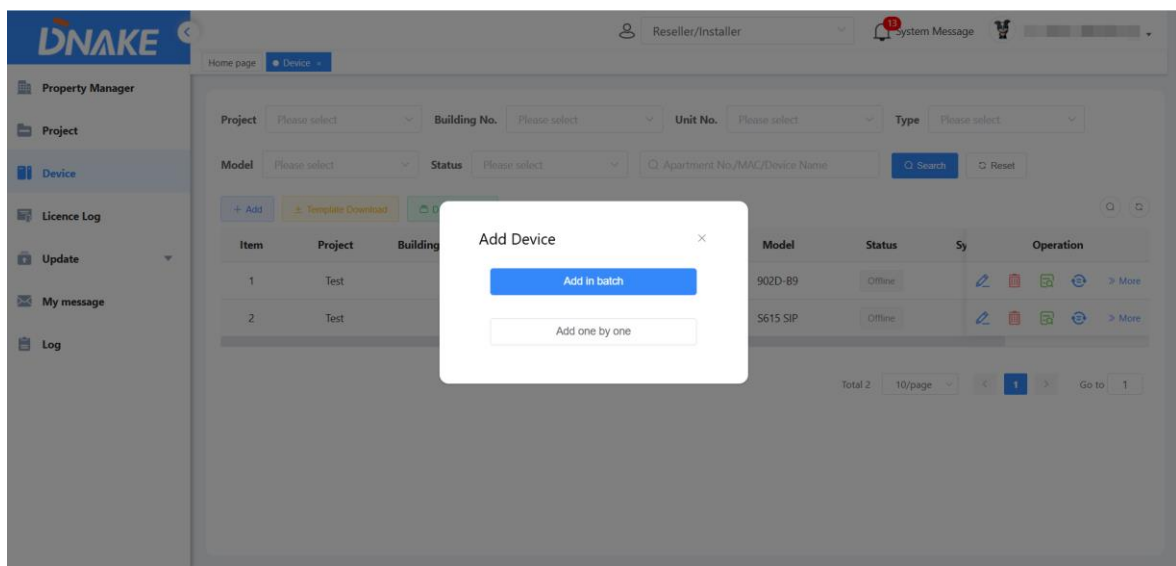 DNAKE
Reseller/Installer
13
System Message
Home page
Device
Property Manager
Project
Device
Licence Log
Update
My message
Log
Project Please select Building No. Please select Unit No. Please select Type Please select
Model Please select Status Please select Apartment No./MAC/Device Name Search Reset
+ Add Template Download
Item Project Building Model Status Sy Operation
1 Test 902D-B9 Offline » More
2 Test S615 SIP Offline » More
Add Device
Add in batch
Add one by one
Total 2 10/page < 1 > Go to 1